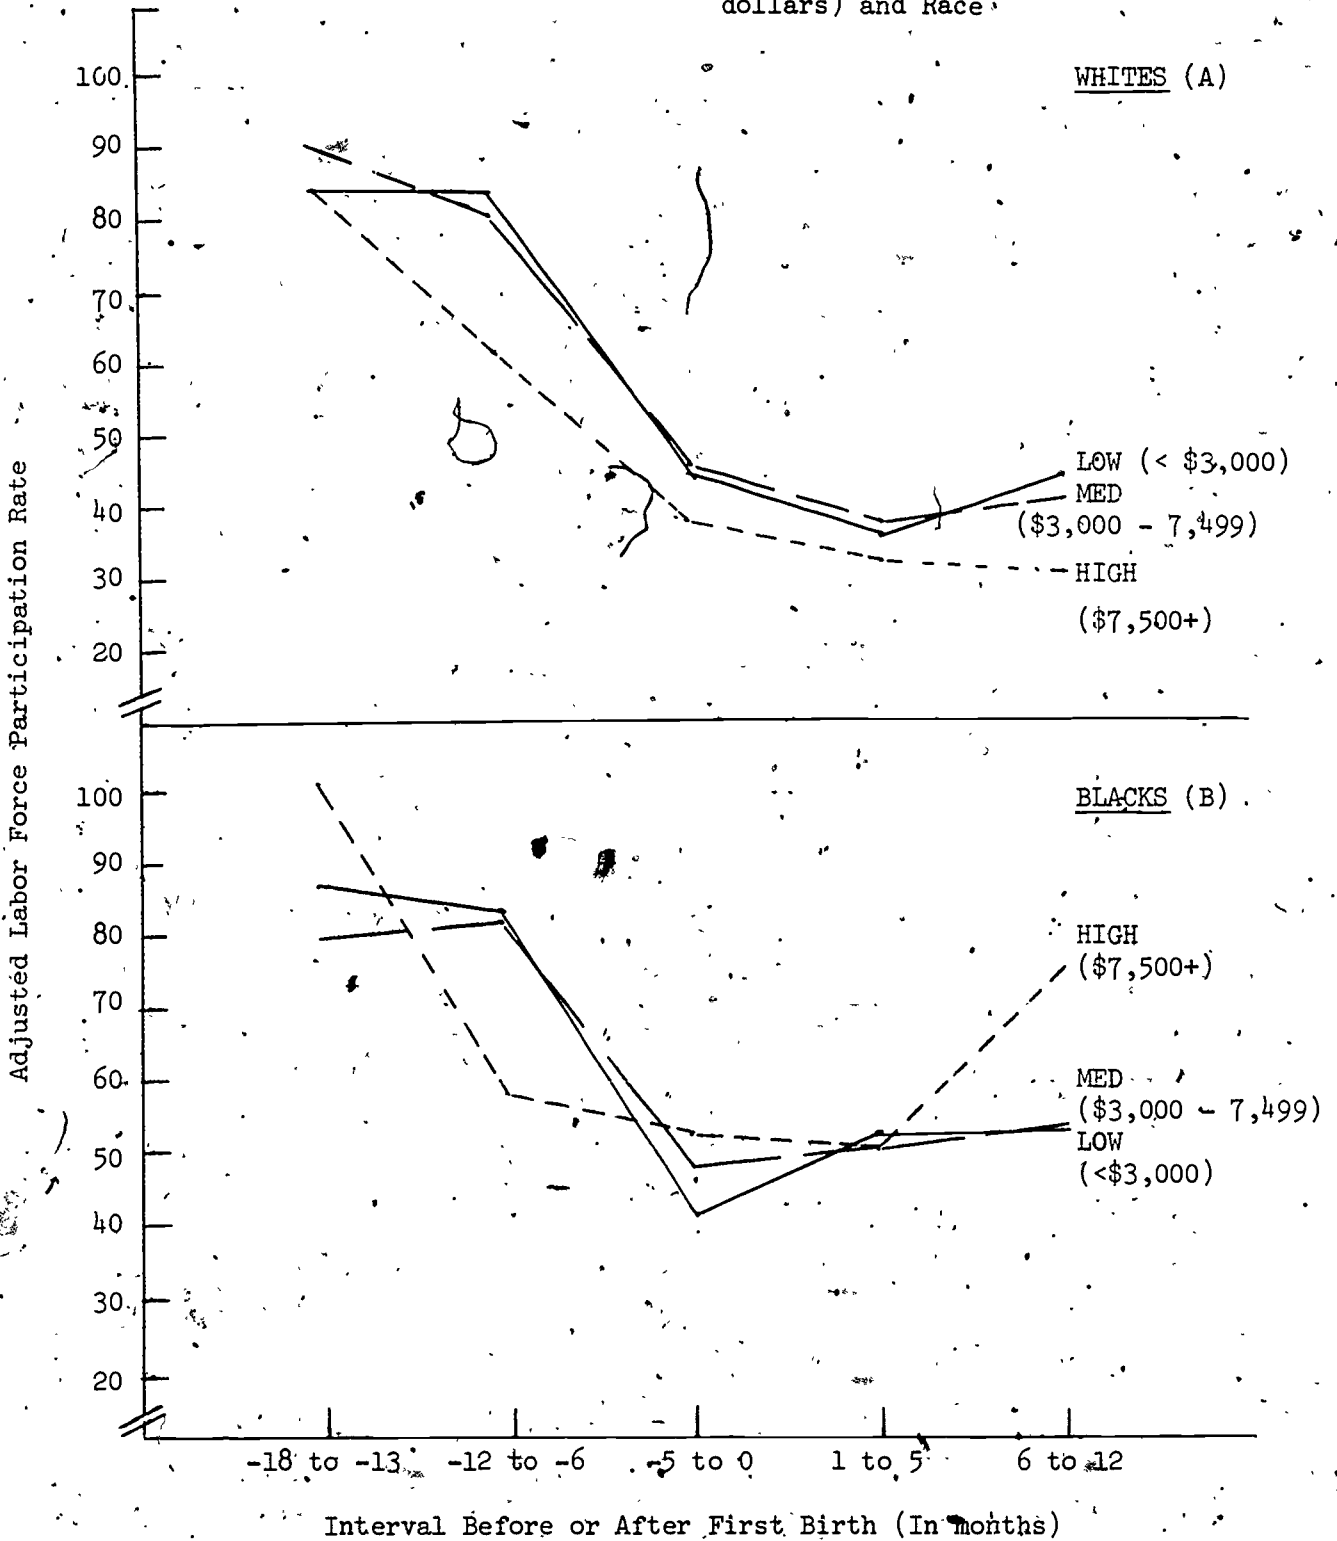 dollars) and Race
WHITES (A)
100
90
80
70
60
50
40
30
20
LOW (< $3,000)
MED
($3,000 - 7,499)
HIGH
($7,500+)
Adjusted Labor Force Participation Rate
BLACKS (B)
100
90
80
70
60
50
40
30
20
HIGH
($7,500+)
MED
($3,000 - 7,499)
LOW
(<$3,000)
-18 to -13 -12 to -6 -5 to 0 1 to 5 6 to 12
Interval Before or After First Birth (In months)